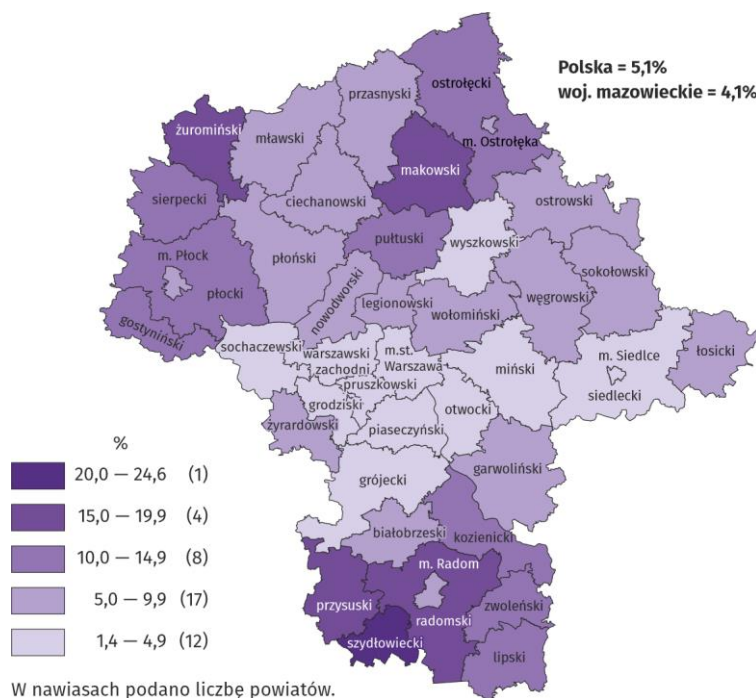 Polska = 5,1%
woj. mazowieckie = 4,1%
ostrołęcki
przasnyski
żuromiński
mławski
m. Ostrołęka
makowski
sierpecki
ciechanowski
ostrowski
pułtuski
wyszkowski
m. Płock
płoński
sokołowski
płocki
nowodworski
legionowski
węgrowski
wołomiński
gostyniński
sochaczewski
warszawski
zachodni
m.st.
Warszawa
miński
m. Siedlce
łosicki
pruszkowski
siedlecki
grodziski
otwocki
żyrardowski
piaseczyński
garwoliński
grójecki
białobrzeski
kozienicki
m. Radom
przysuski
radomski
zwoleński
szydłowiecki
lipski
%
20,0 — 24,6 (1)
15,0 — 19,9 (4)
10,0 — 14,9 (8)
5,0 — 9,9 (17)
1,4 — 4,9 (12)
W nawiasach podano liczbę powiatów.